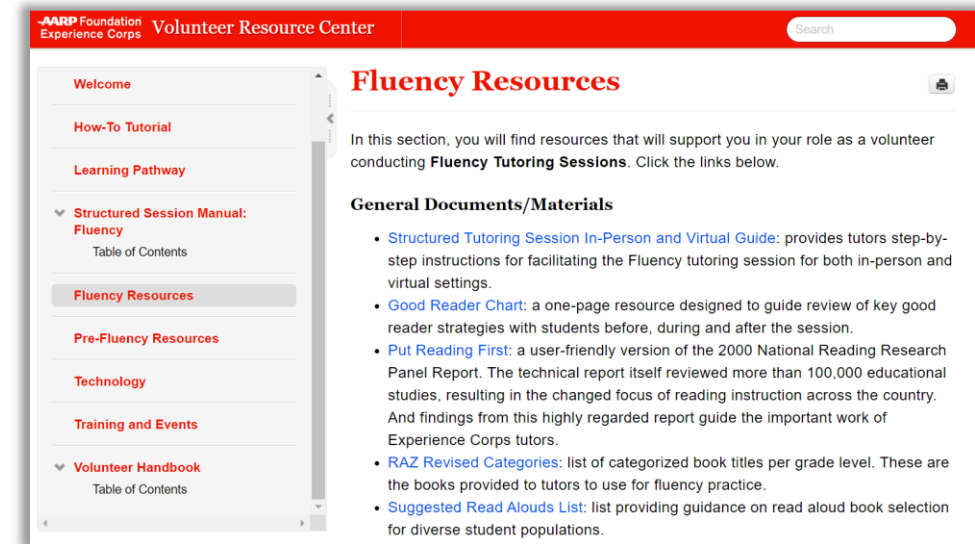 AARP Foundation
Experience Corps
Volunteer Resource Center
Search
Welcome
How-To Tutorial
Learning Pathway
Structured Session Manual:
Fluency
Table of Contents
Fluency Resources
Pre-Fluency Resources
Technology
Training and Events
Volunteer Handbook
Table of Contents
Fluency Resources
In this section, you will find resources that will support you in your role as a volunteer
conducting Fluency Tutoring Sessions. Click the links below.
General Documents/Materials
• Structured Tutoring Session In-Person and Virtual Guide: provides tutors step-by-
step instructions for facilitating the Fluency tutoring session for both in-person and
virtual settings.
• Good Reader Chart: a one-page resource designed to guide review of key good
reader strategies with students before, during and after the session.
• Put Reading First: a user-friendly version of the 2000 National Reading Research
Panel Report. The technical report itself reviewed more than 100,000 educational
studies, resulting in the changed focus of reading instruction across the country.
And findings from this highly regarded report guide the important work of
Experience Corps tutors.
• RAZ Revised Categories: list of categorized book titles per grade level. These are
the books provided to tutors to use for fluency practice.
• Suggested Read Alouds List: list providing guidance on read aloud book selection
for diverse student populations.